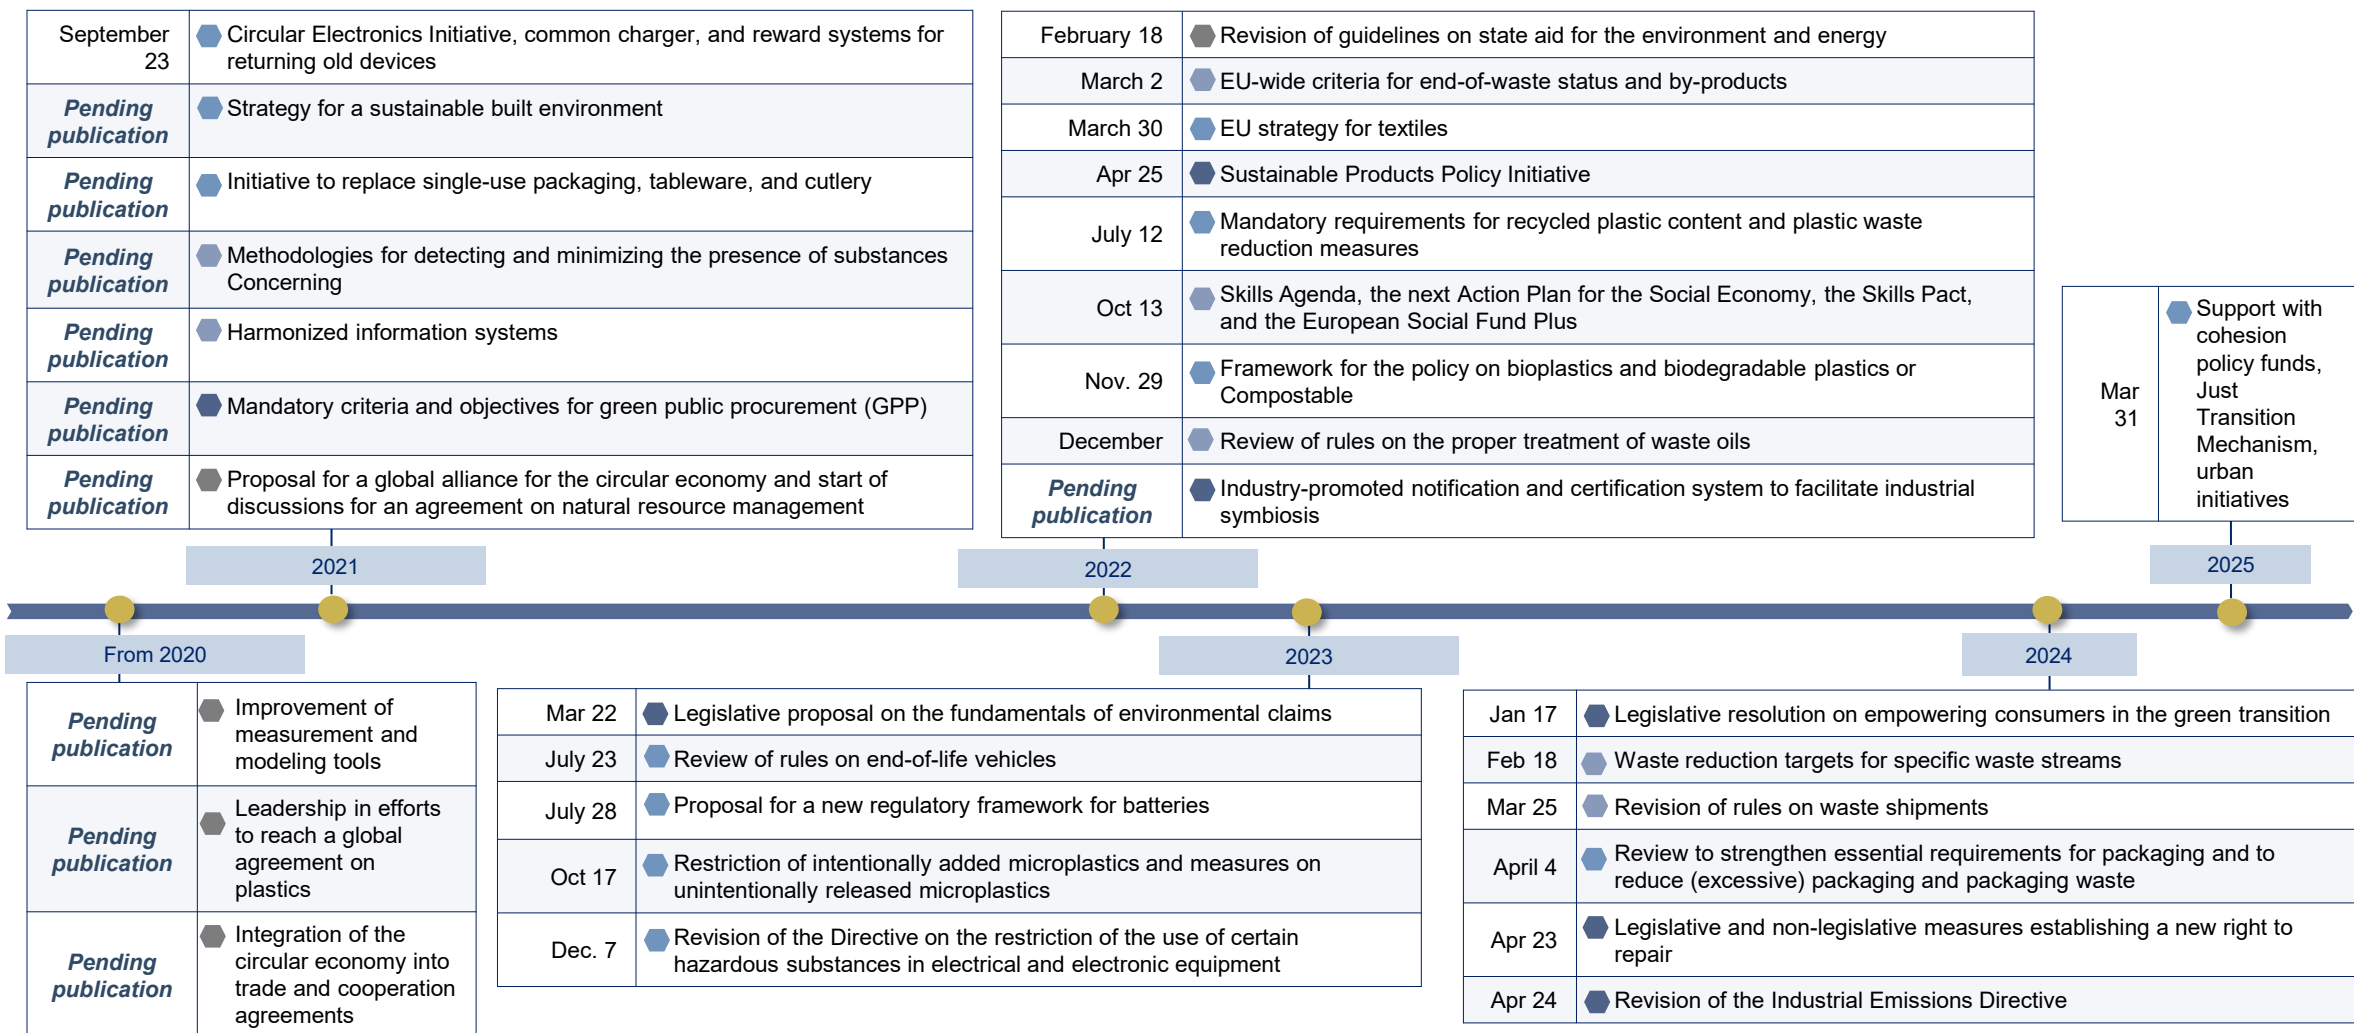 September
23
Circular Electronics Initiative, common charger, and reward systems for
returning old devices
Pending
publication
Strategy for a sustainable built environment
Pending
publication
Initiative to replace single-use packaging, tableware, and cutlery
Pending
publication
Methodologies for detecting and minimizing the presence of substances
Concerning
Pending
publication
Harmonized information systems
Pending
publication
Mandatory criteria and objectives for green public procurement (GPP)
Pending
publication
Proposal for a global alliance for the circular economy and start of
discussions for an agreement on natural resource management
2021
February 18
Revision of guidelines on state aid for the environment and energy
March 2
EU-wide criteria for end-of-waste status and by-products
March 30
EU strategy for textiles
Apr 25
Sustainable Products Policy Initiative
July 12
Mandatory requirements for recycled plastic content and plastic waste
reduction measures
Oct 13
Skills Agenda, the next Action Plan for the Social Economy, the Skills Pact,
and the European Social Fund Plus
Nov. 29
Framework for the policy on bioplastics and biodegradable plastics or
Compostable
December
Review of rules on the proper treatment of waste oils
Pending
publication
Industry-promoted notification and certification system to facilitate industrial
symbiosis
2022
Mar
31
Support with
cohesion
policy funds,
Just
Transition
Mechanism,
urban
initiatives
2025
From 2020
Pending
publication
Improvement of
measurement and
modeling tools
Pending
publication
Leadership in efforts
to reach a global
agreement on
plastics
Pending
publication
Integration of the
circular economy into
trade and cooperation
agreements
2023
Mar 22
Legislative proposal on the fundamentals of environmental claims
July 23
Review of rules on end-of-life vehicles
July 28
Proposal for a new regulatory framework for batteries
Oct 17
Restriction of intentionally added microplastics and measures on
unintentionally released microplastics
Dec. 7
Revision of the Directive on the restriction of the use of certain
hazardous substances in electrical and electronic equipment
2024
Jan 17
Legislative resolution on empowering consumers in the green transition
Feb 18
Waste reduction targets for specific waste streams
Mar 25
Revision of rules on waste shipments
April 4
Review to strengthen essential requirements for packaging and to
reduce (excessive) packaging and packaging waste
Apr 23
Legislative and non-legislative measures establishing a new right to
repair
Apr 24
Revision of the Industrial Emissions Directive